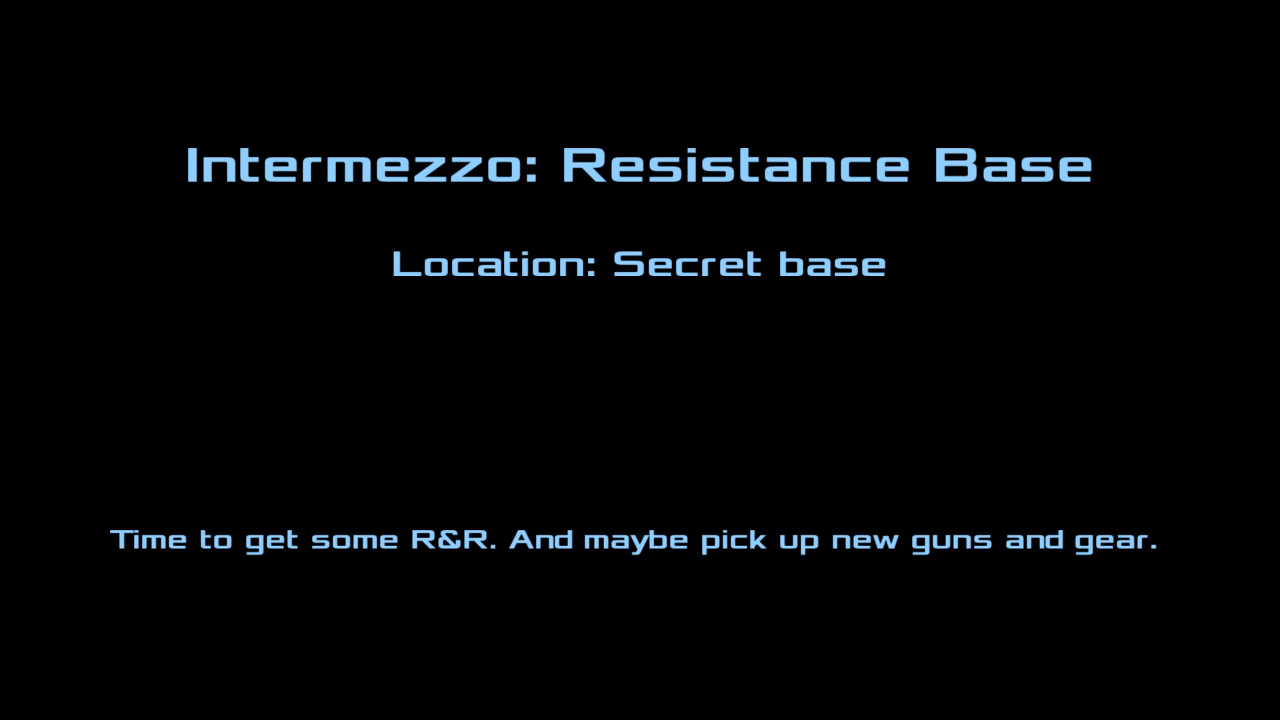 Intermezzo: Resistance Base
Location: Secret base
Time to get some R&R. And maybe pick up new guns and gear.